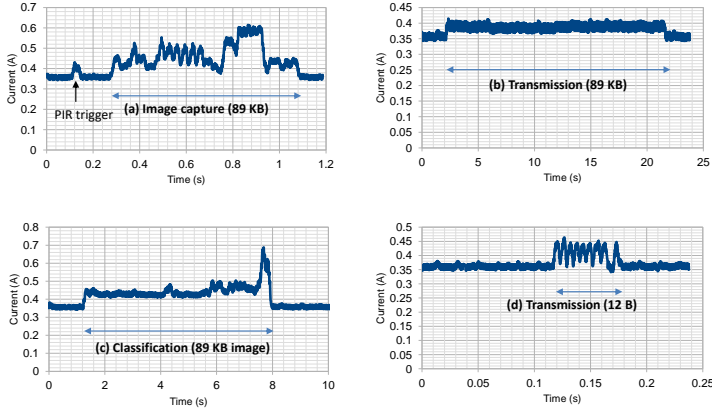 0.7
0.6
0.5
0.4
0.3
0.2
0.1
0
Current (A)
PIR trigger
(a) Image capture (89 KB)
0 0.2 0.4 0.6 0.8 1 1.2
Time (s)
0.45
0.4
0.35
0.3
0.25
0.2
0.15
0.1
0.05
0
Current (A)
(b) Transmission (89 KB)
0 5 10 15 20 25
Time (s)
0.8
0.7
0.6
0.5
0.4
0.3
0.2
0.1
0
Current (A)
(c) Classification (89 KB image)
0 2 4 6 8 10
Time (s)
0.5
0.45
0.4
0.35
0.3
0.25
0.2
0.15
0.1
0.05
0
Current (A)
(d) Transmission (12 B)
0 0.05 0.1 0.15 0.2 0.25
Time (s)